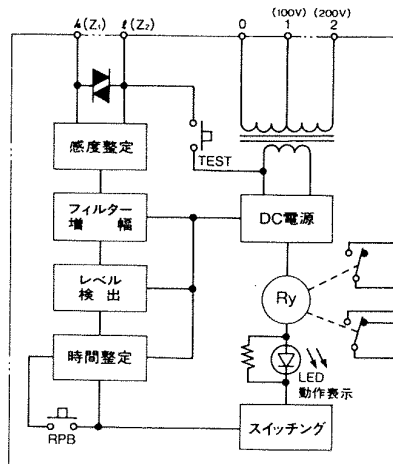 k(Z₁) ℓ(Z₂)
0 1 2
(100V) (200V)
感度整定
TEST
フィルター
増幅
DC電源
レベル
検出
Ry
時間整定
LED
動作表示
RPB
スイッチング